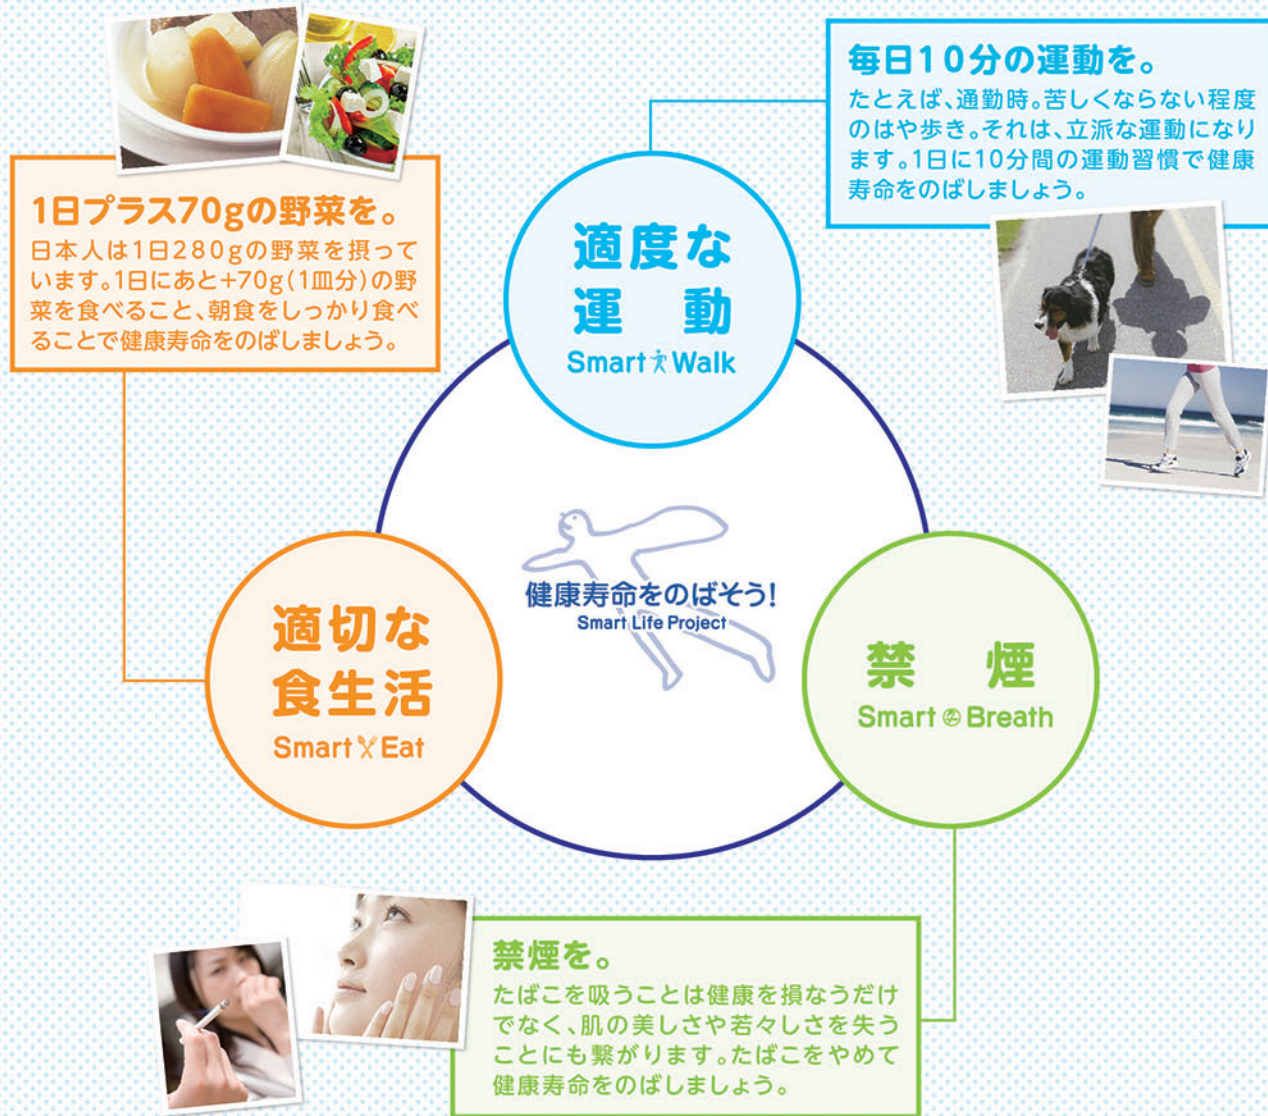 毎日10分の運動を。
たとえば、通勤時。苦しくならない程度
のはや歩き。それは、立派な運動になり
ます。1日に10分間の運動習慣で健康
寿命をのばしましょう。
1日プラス70gの野菜を。
日本人は1日280gの野菜を摂って
います。1日にあと+70g(1皿分)の野
菜を食べること、朝食をしっかり食べ
ることで健康寿命をのばしましょう。
適度な
運 動
Smart Walk
健康寿命をのばそう!
Smart Life Project
適切な
食生活
Smart Eat
禁 煙
Smart Breath
禁煙を。
たばこを吸うことは健康を損なうだけ
でなく、肌の美しさや若々しさを失う
ことにも繋がります。たばこをやめて
健康寿命をのばしましょう。